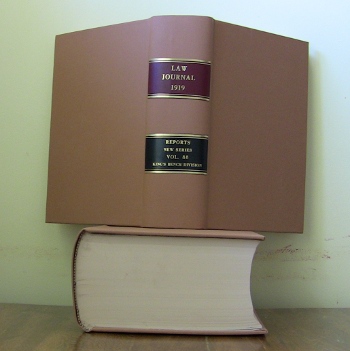 LAW
JOURNAL
1919
REPORTS
NEW SERIES
VOL. 88
KING'S BENCH DIVISION